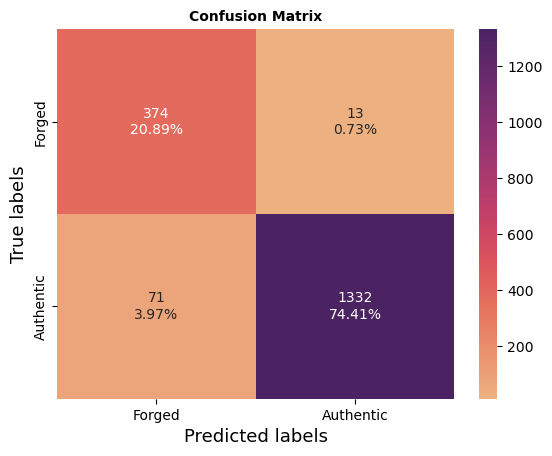 Confusion Matrix
True labels
Forged
374
20.89%
13
0.73%
Authentic
71
3.97%
1332
74.41%
Forged
Authentic
Predicted labels
1200
1000
800
600
400
200